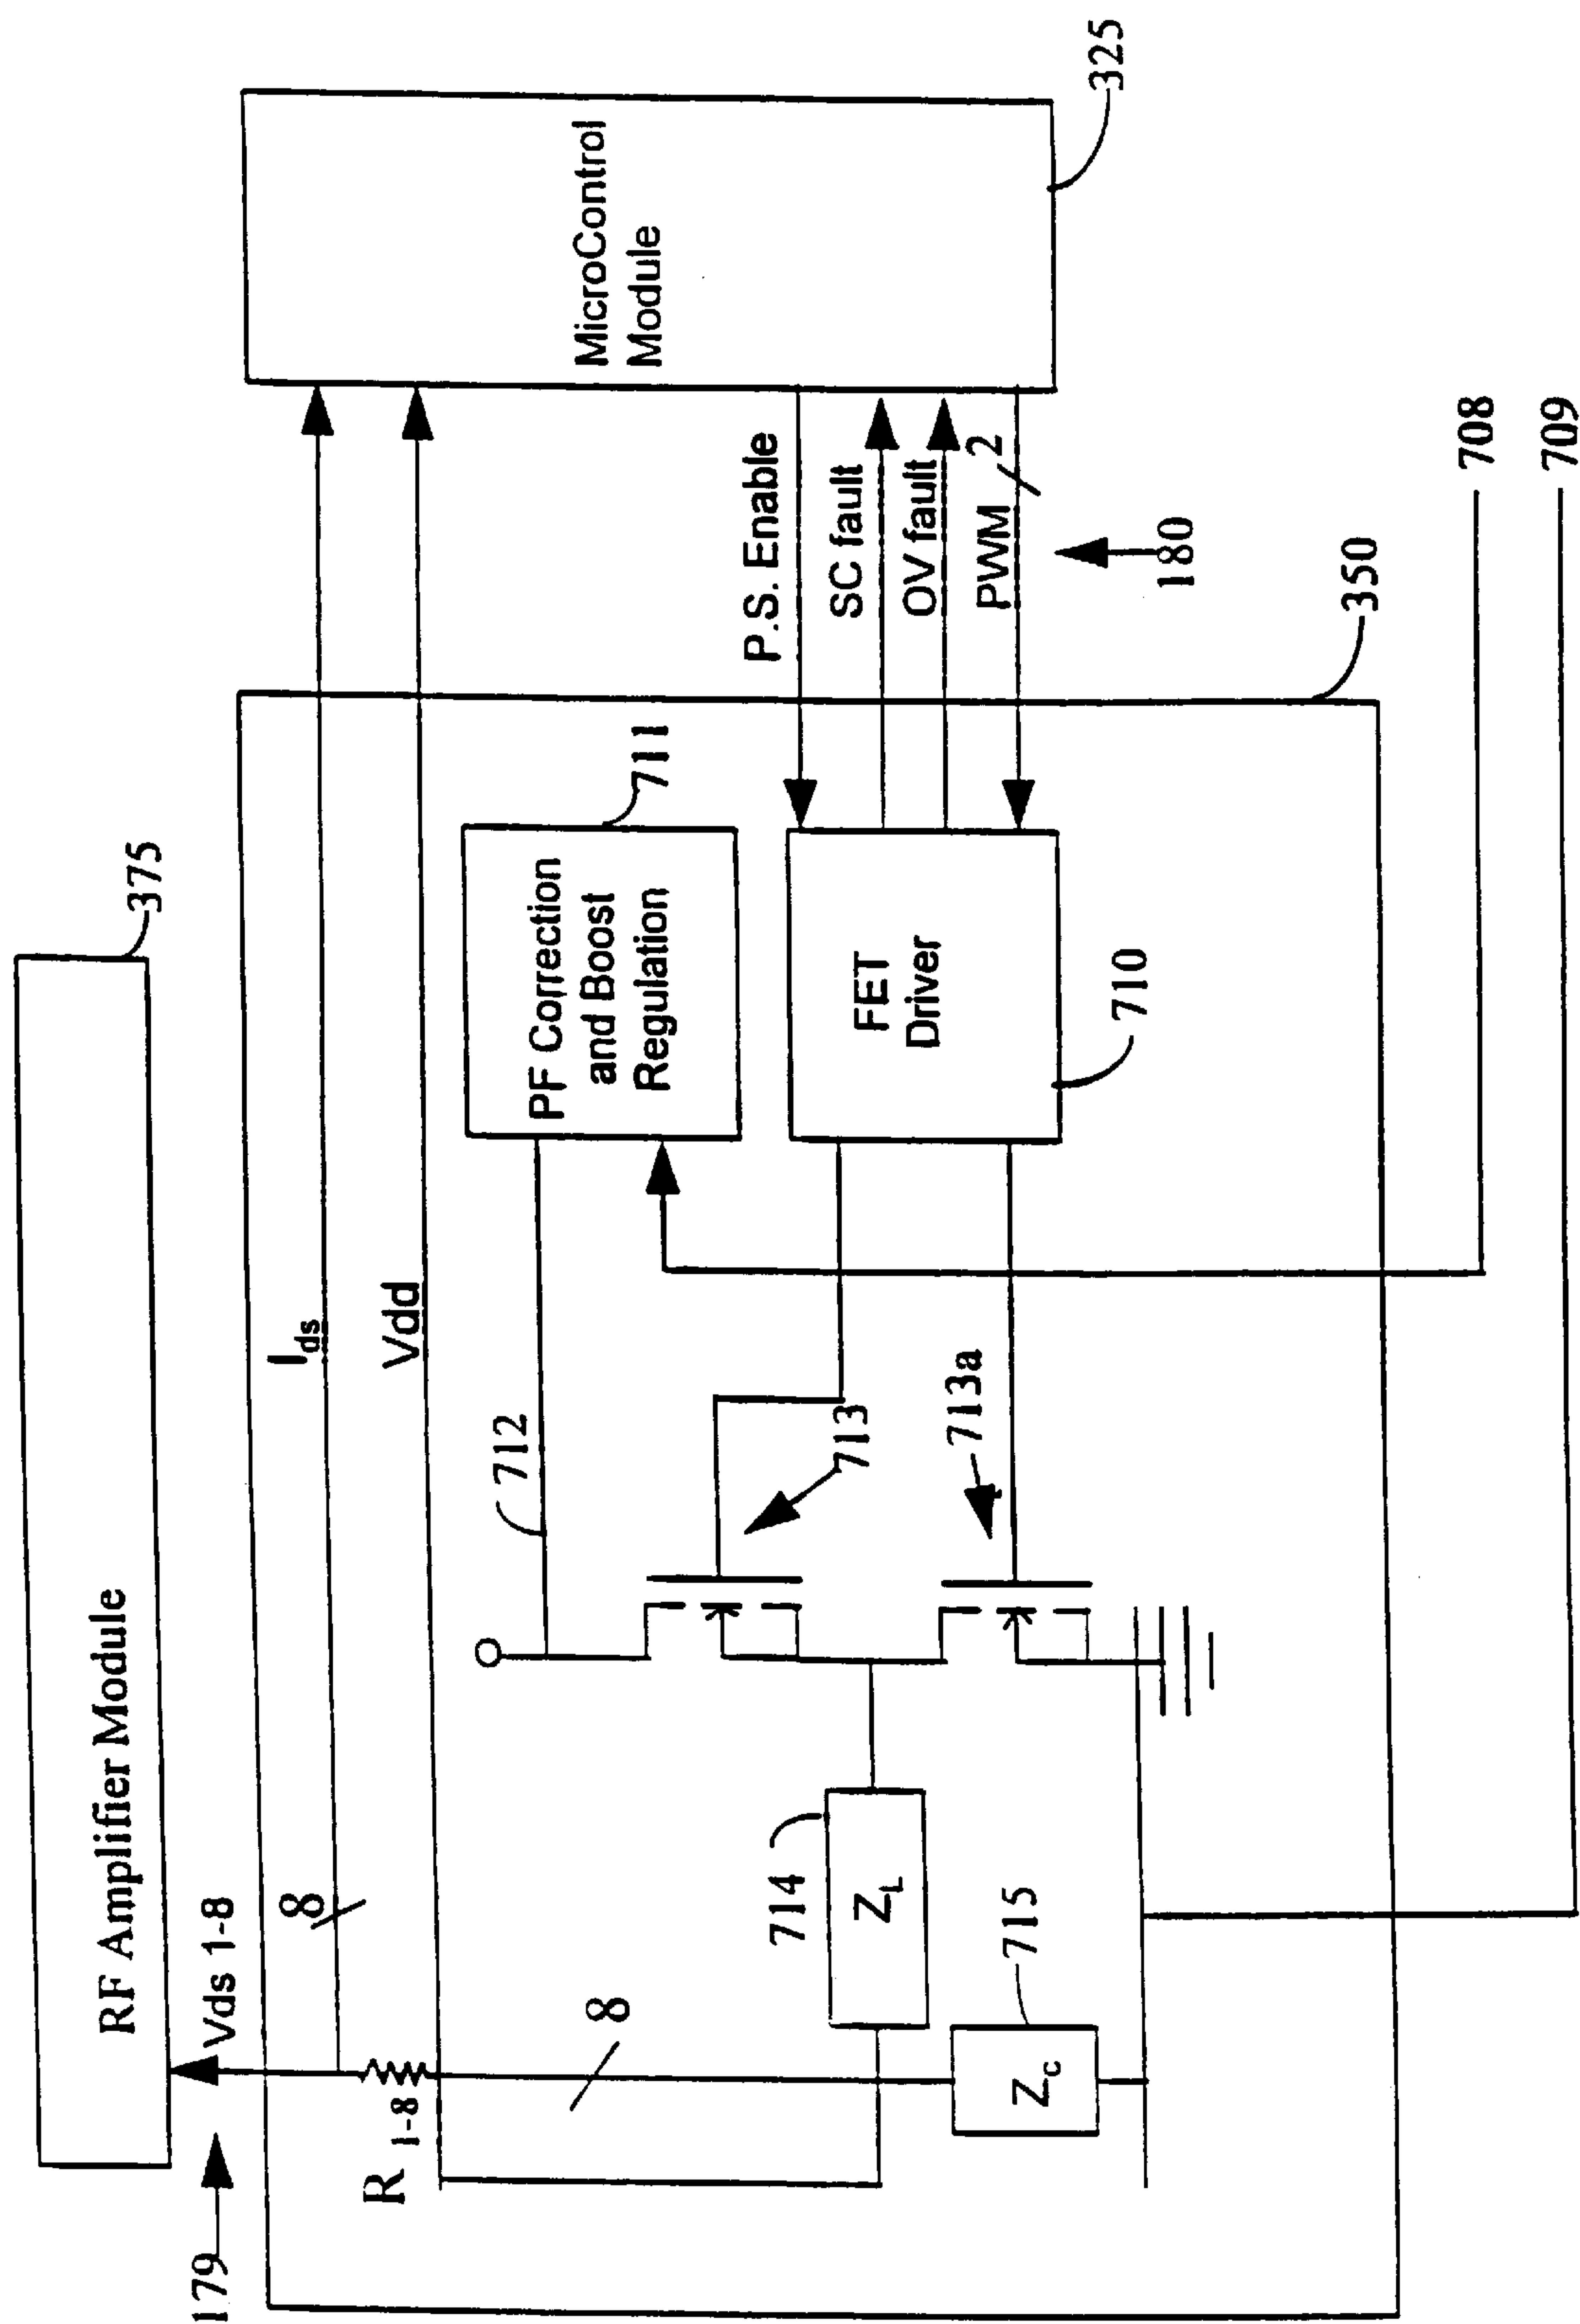 RF Amplifier Module
375
179
Vds 1-8
8
I ds
Vdd
R 1-8
8
712
PF Correction
and Boost
Regulation
711
MicroControl
Module
325
P.S. Enable
SC fault
OV fault
PWM
2
180
FET
Driver
710
713
713a
714
ZL
715
ZC
350
708
709